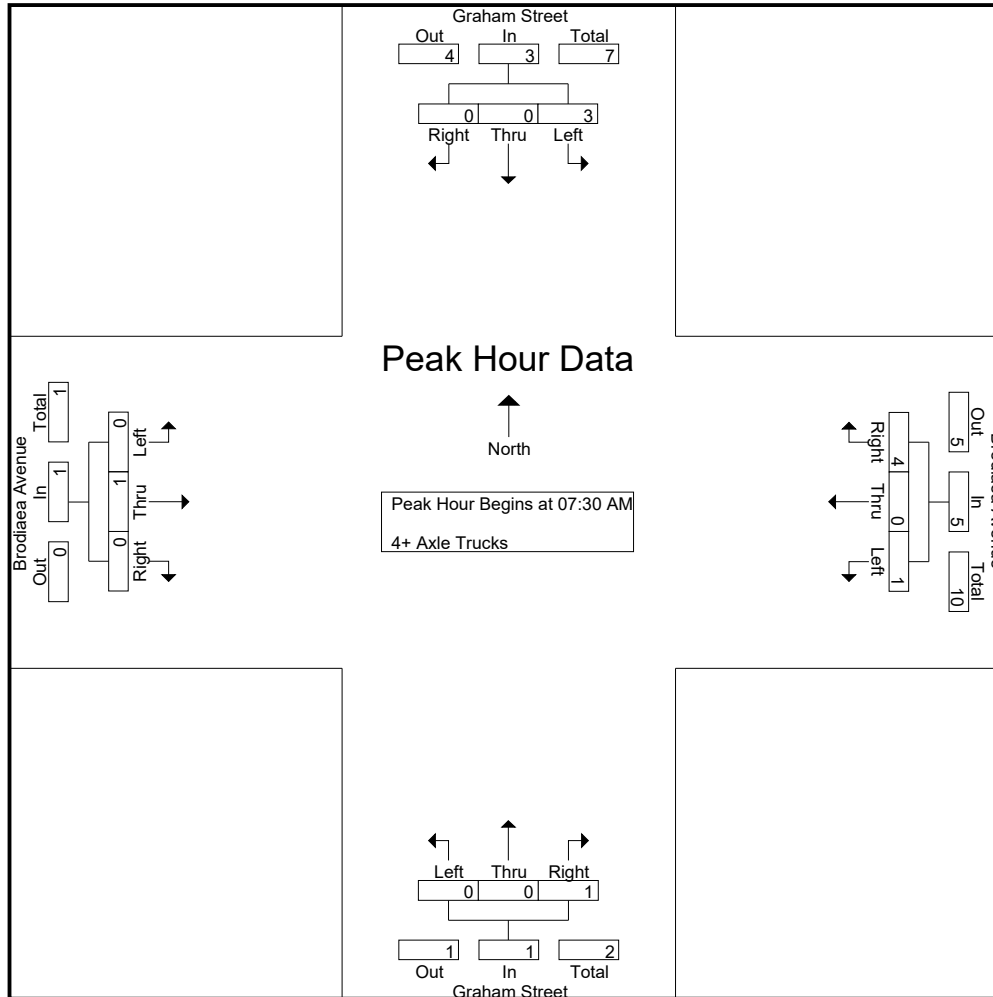 Graham Street
Out In Total
4 3 7
0 0 3
Right Thru Left
Peak Hour Data
North
Peak Hour Begins at 07:30 AM
4+ Axle Trucks
Brodiaea Avenue
Total In Out
1 1 0
0 1 0
Left Thru Right
Right Thru Left
4 0 1
5 5 10
Out In Total
Left Thru Right
0 0 1
1 1 2
Out In Total
Graham Street